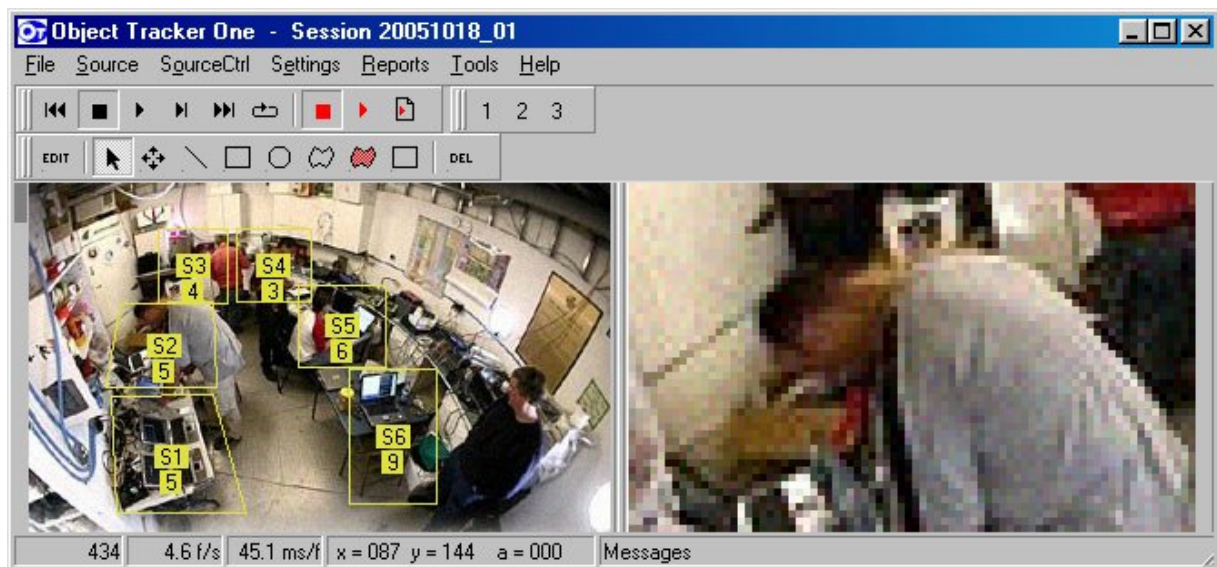 OT Object Tracker One - Session 20051018_01
File Source SourceCtrl Settings Reports Tools Help
1 2 3
EDIT DEL
S3 S4
4 3
S5
6
S2
5
S6
9
S1
5
434 4.6 f/s 45.1 ms/f x = 087 y = 144 a = 000 Messages